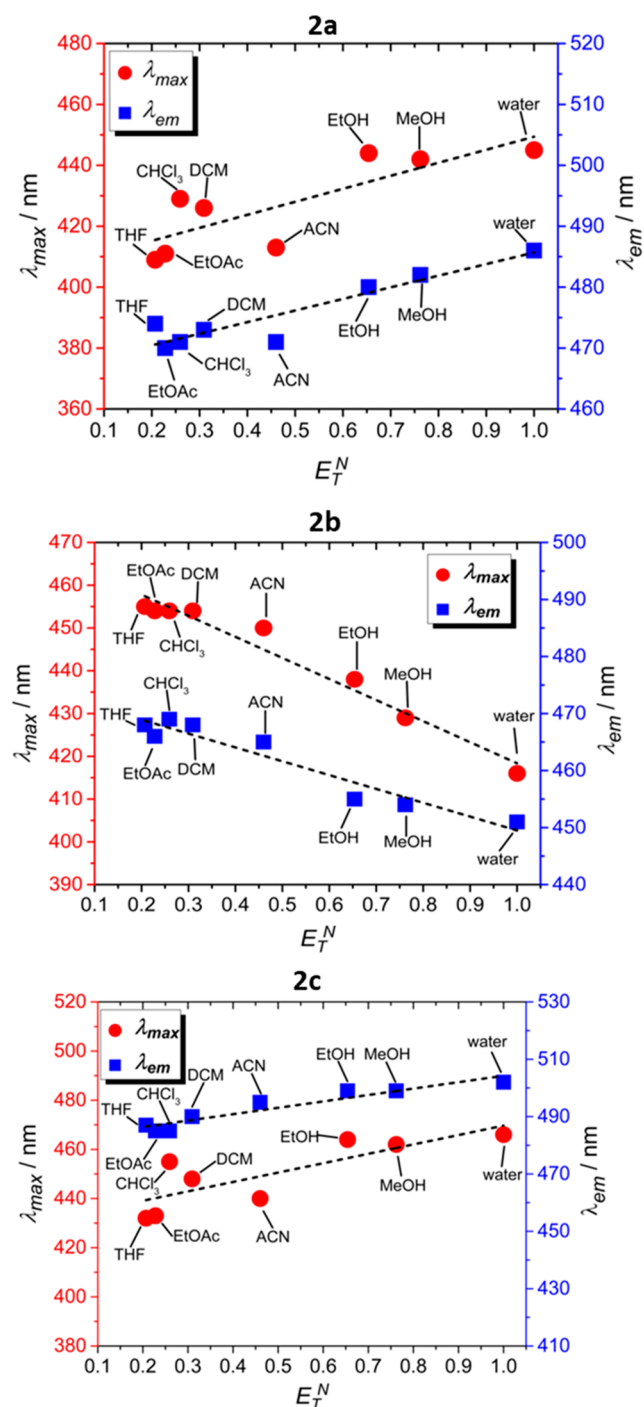 2a
λmax
λem
480
460
440
420
400
380
360
520
510
500
490
480
470
460
λmax / nm
λem / nm
EtOH
MeOH
water
CHCl3
DCM
THF
EtOAc
ACN
THF
DCM
EtOAc
CHCl3
ACN
EtOH
MeOH
water
0.1 0.2 0.3 0.4 0.5 0.6 0.7 0.8 0.9 1.0
E_T^N
2b
λmax
λem
470
460
450
440
430
420
410
400
390
500
490
480
470
460
450
440
λmax / nm
λem / nm
EtOAc
DCM
ACN
THF
CHCl3
EtOH
MeOH
water
CHCl3
THF
ACN
EtOAc
DCM
EtOH
MeOH
water
0.1 0.2 0.3 0.4 0.5 0.6 0.7 0.8 0.9 1.0
E_T^N
2c
λmax
λem
520
500
480
460
440
420
400
380
530
510
490
470
450
430
410
λmax / nm
λem / nm
CHCl3
DCM
ACN
EtOH
MeOH
water
THF
EtOAc
CHCl3
DCM
EtOH
MeOH
water
THF
EtOAc
ACN
0.1 0.2 0.3 0.4 0.5 0.6 0.7 0.8 0.9 1.0
E_T^N